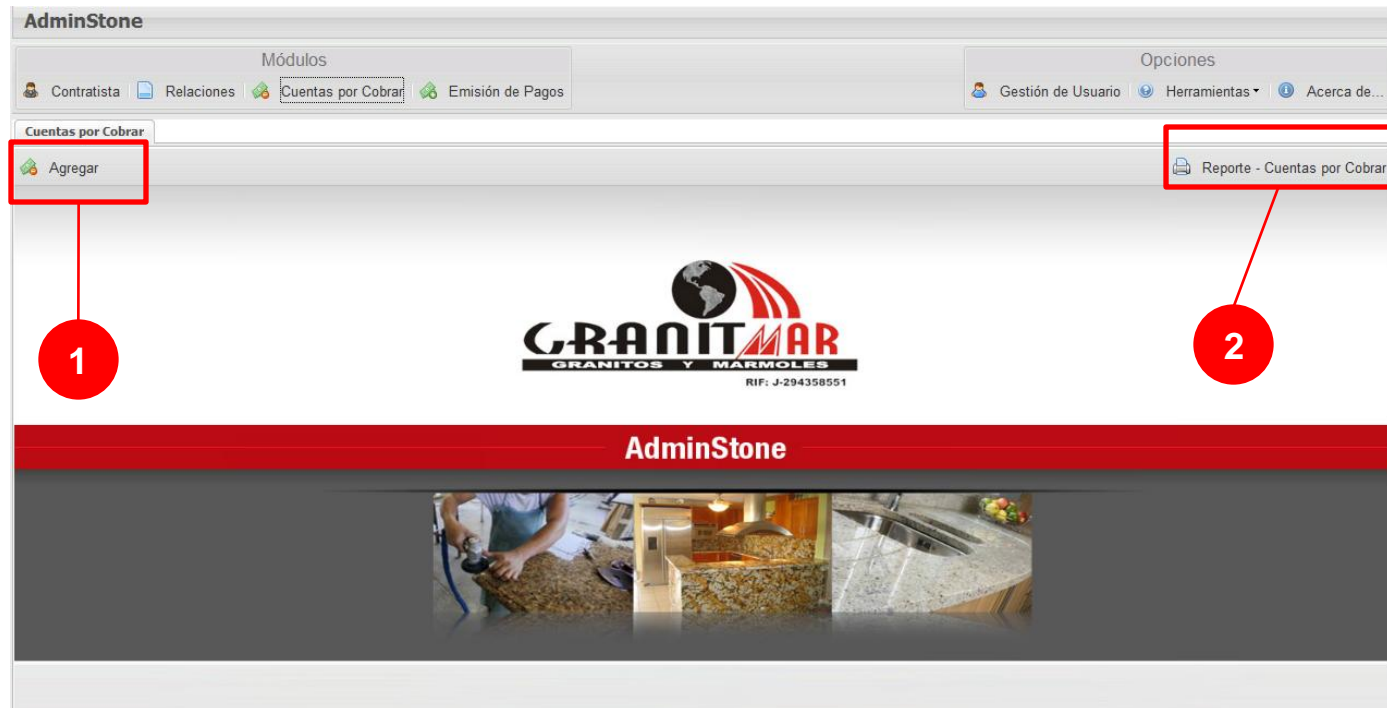 AdminStone
Módulos
Opciones
Contratista
Relaciones
Cuentas por Cobrar
Emisión de Pagos
Gestión de Usuario
Herramientas
Acerca de...
Cuentas por Cobrar
Agregar
Reporte - Cuentas por Cobrar
1
2
GRANITMAR
GRANITOS Y MARMOLES
RIF: J-294358551
AdminStone